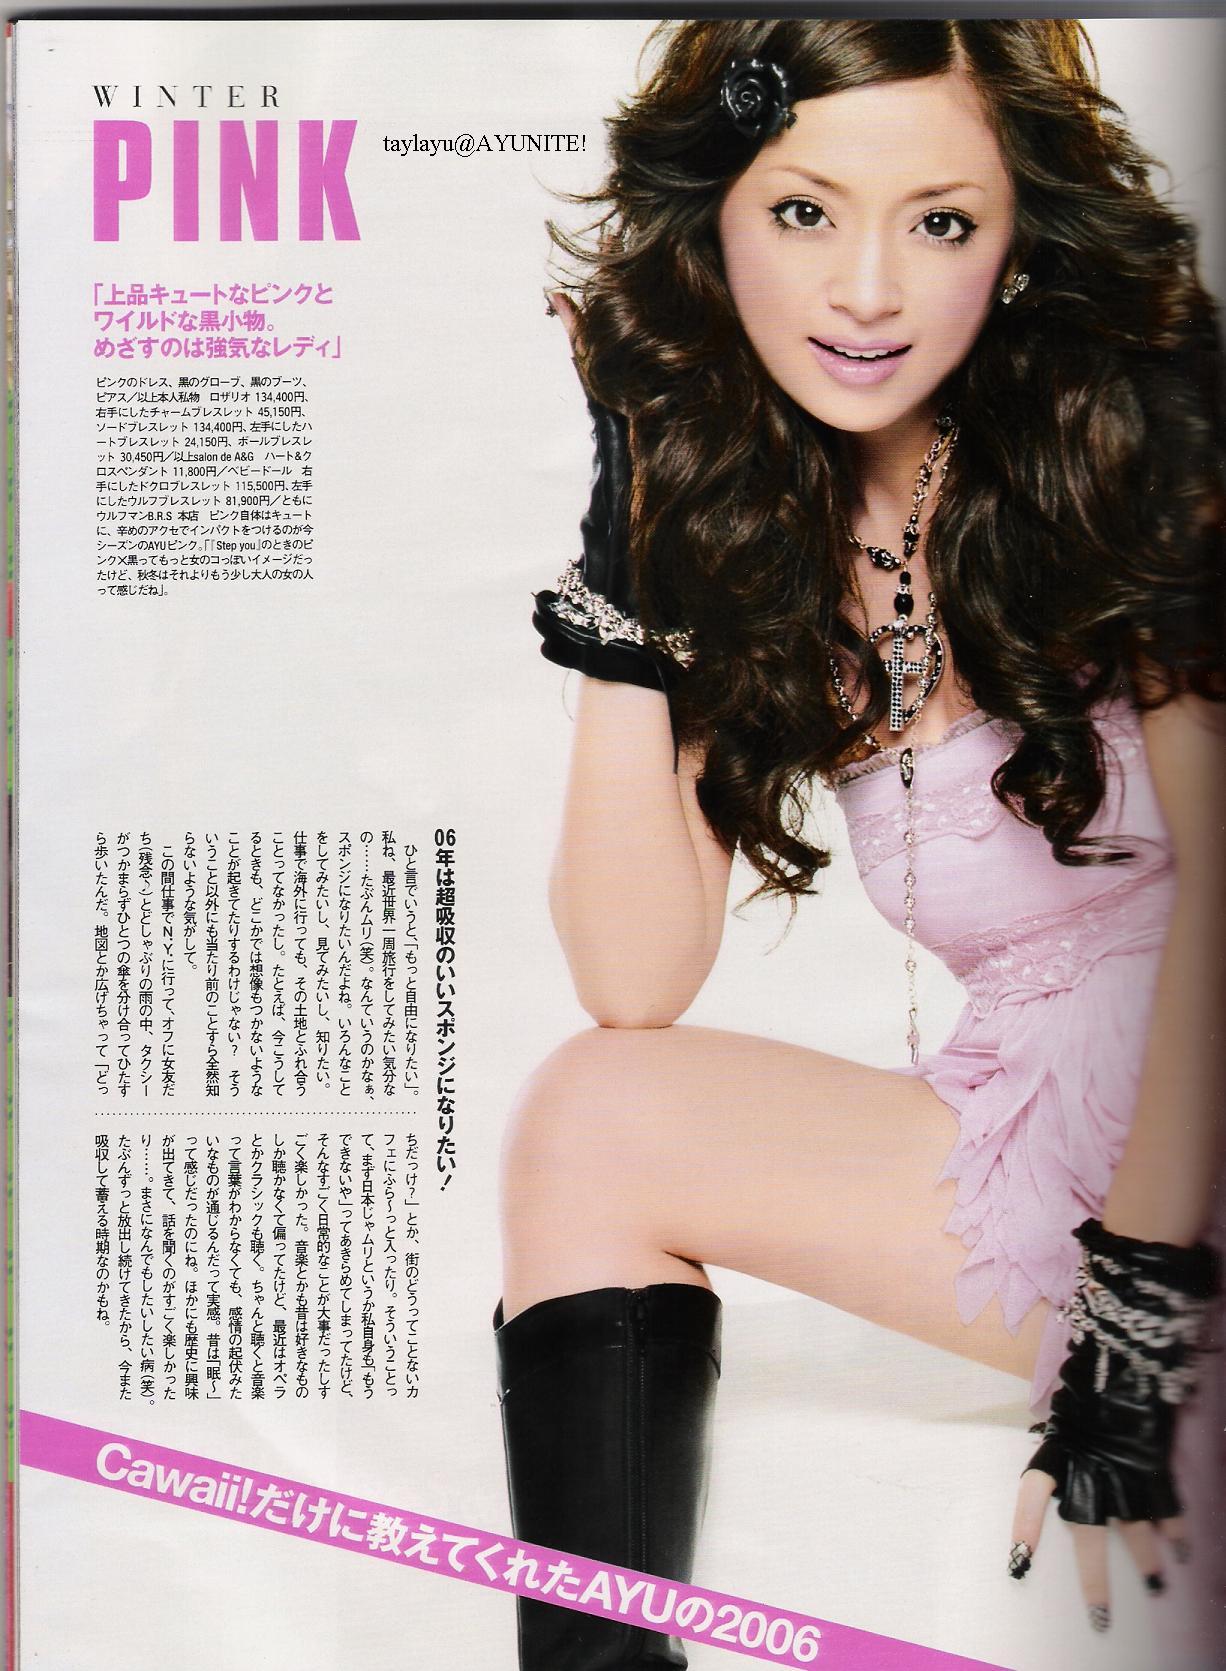 WINTER
PINK
taylayu@AYUNITE!
「上品キュートなピンクと
ワイルドな黒小物。
めざすのは強気なレディ」
ピンクのドレス、黒のグローブ、黒のブーツ、
ピアス／以上本人私物　ロザリオ 134,400円、
右手にしたチャームブレスレット 45,150円、
ソードブレスレット 134,400円、左手にしたハ
ートブレスレット 24,150円、ボールブレスレ
ット 30,450円／以上salon de A&G　ハート&ク
ロスペンダント 11,800円／ベビードール　右
手にしたドクロブレスレット 115,500円、左手
にしたウルフブレスレット 81,900円／ともに
ウルフマンB.R.S 本店　ピンク自体はキュート
に、辛めのアクセでインパクトをつけるのが今
シーズンのAYUピンク。「『Step you』のときのピ
ンク×黒ってもっと女のコっぽいイメージだっ
たけど、秋冬はそれよりもう少し大人の女の人
って感じだね」。
06年は超吸収のいいスポンジになりたい！
ひと言でいうと、「もっと自由になりたい」。
私ね、最近世界一周旅行をしてみたい気分な
の……たぶんムリ（笑）。なんていうのかなぁ、
スポンジになりたいんだよね。いろんなこと
をしてみたいし、見てみたいし、知りたい。
仕事で海外に行っても、その土地とふれ合う
ことってなかったし。たとえば、今こうして
るときも、どこかでは想像もつかないような
ことが起きてたりするわけじゃない？　そう
いうこと以外にも当たり前のことすら全然知
らないような気がして。
この間仕事でN.Y.に行って、オフに女友だ
ち（残念♪）とどしゃぶりの雨の中、タクシー
がつかまらずひとつの傘を分け合ってひたす
ら歩いたんだ。地図とか広げちゃって「どっ
ちだっけ？」とか、街のどうってことないカ
フェにふら〜っと入ったり。そういうことっ
て、まず日本じゃムリというか私自身も「もう
できないや」ってあきらめてしまってたけど、
そんなすごく日常的なことが大事だったしす
ごく楽しかった。音楽とかも昔は好きなもの
しか聴かなくて偏ってたけど、最近はオペラ
とかクラシックも聴く。ちゃんと聴くと音楽
って言葉がわからなくても、感情の起伏みた
いなものが通じるんだって実感。昔は「眠〜」
って感じだったのにね。ほかにも歴史に興味
が出てきて、話を聞くのがすごく楽しかった
り……。まさになんでもしたいしたい病（笑）。
たぶんずっと放出し続けてきたから、今また
吸収して蓄える時期なのかもね。
Cawaii!だけに教えてくれたAYUの2006